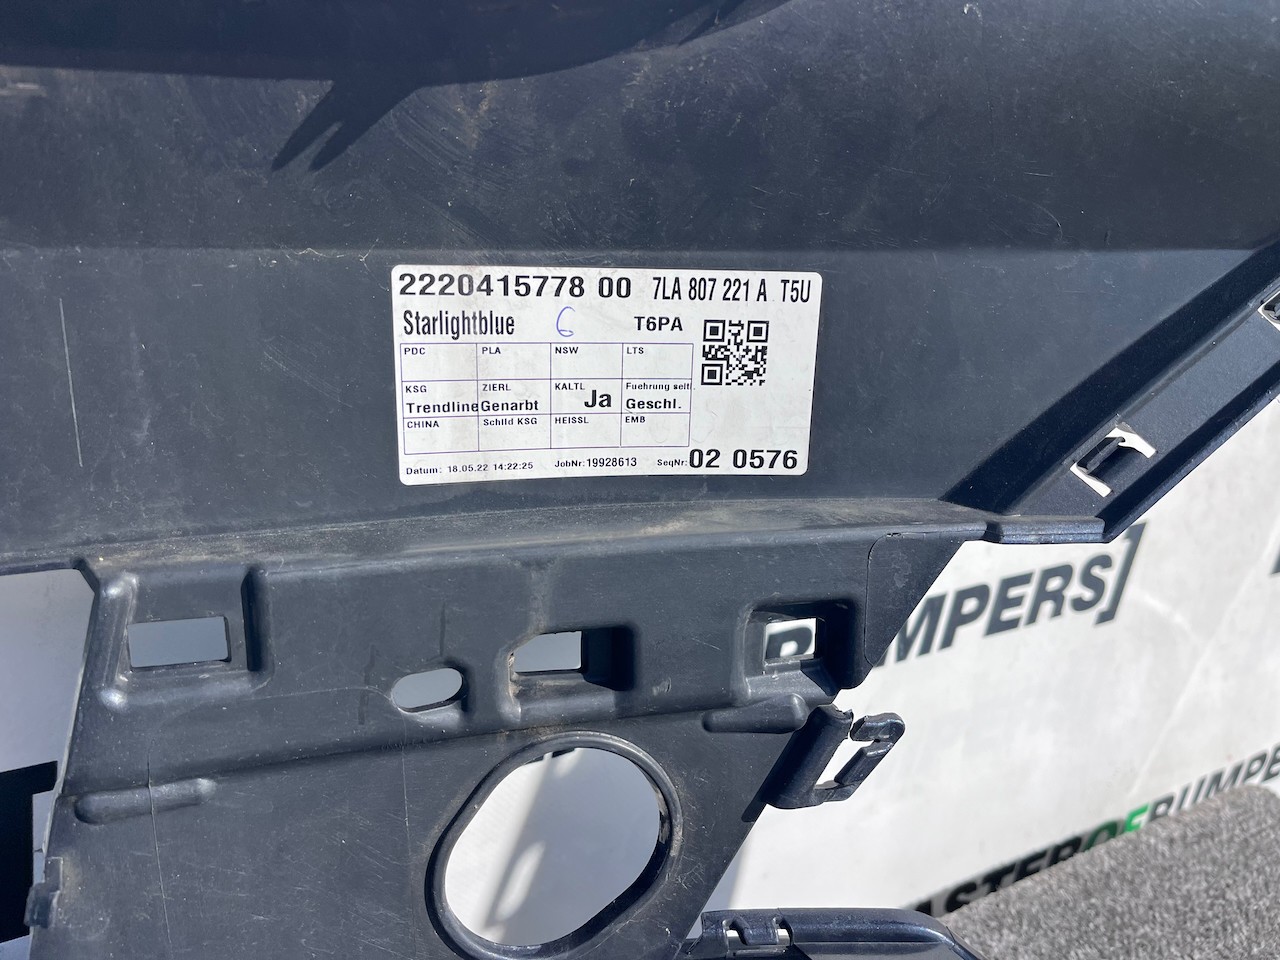 2220415778 00 7LA 807 221 A T5U
Starlightblue 6 T6PA
PDC PLA NSW LTS
KSG ZIERL KALTL Fuehrung seitl.
Trendline Genarbt Ja Geschl.
CHINA Schild KSG HEISSL EMB
Datum: 18.05.22 14:22:25 JobNr: 19928613 SeqNr: 02 0576
BUMPERS]